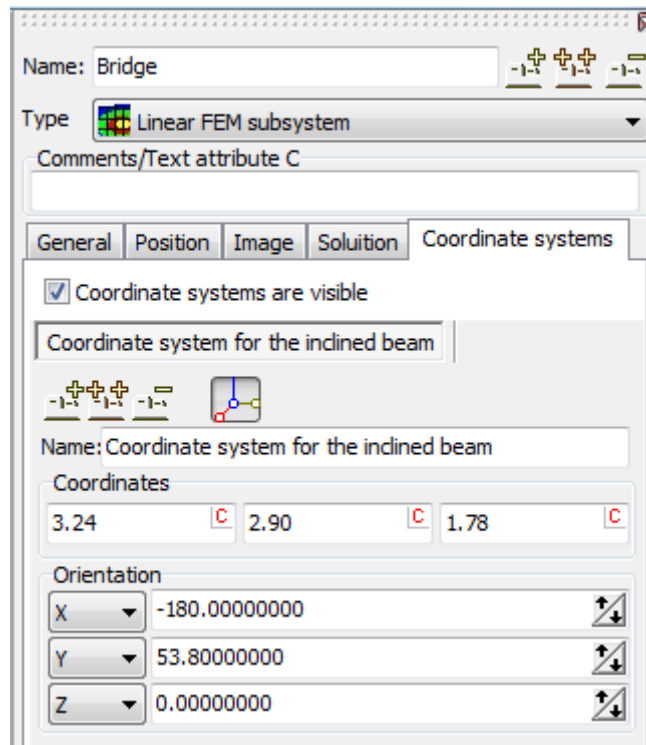 Name: Bridge
Type Linear FEM subsystem
Comments/Text attribute C
General Position Image Soluition Coordinate systems
Coordinate systems are visible
Coordinate system for the inclined beam
Name: Coordinate system for the inclined beam
Coordinates
3.24 C 2.90 C 1.78 C
Orientation
X -180.00000000
Y 53.80000000
Z 0.00000000